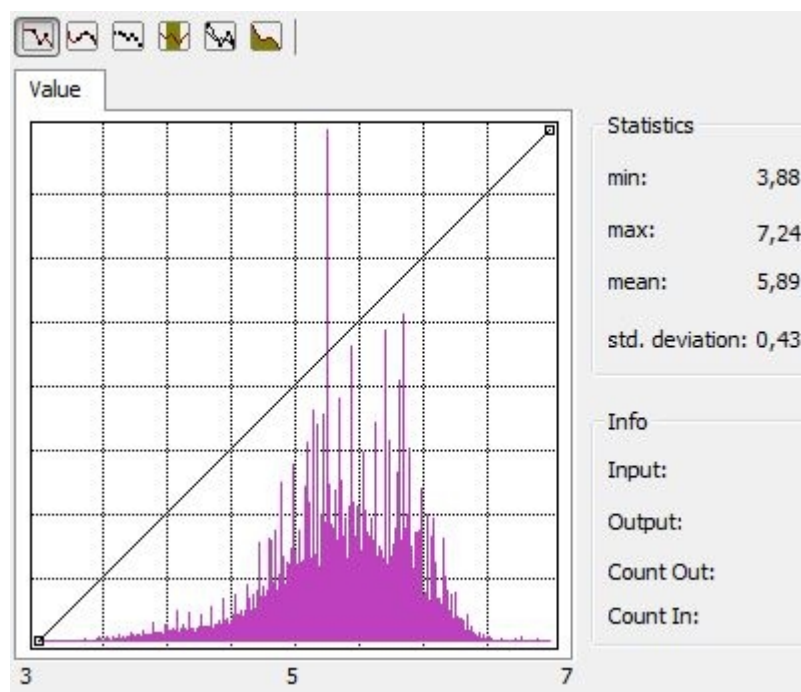 Value
Statistics
min: 3,88
max: 7,24
mean: 5,89
std. deviation: 0,43
Info
Input:
Output:
Count Out:
Count In:
3 5 7